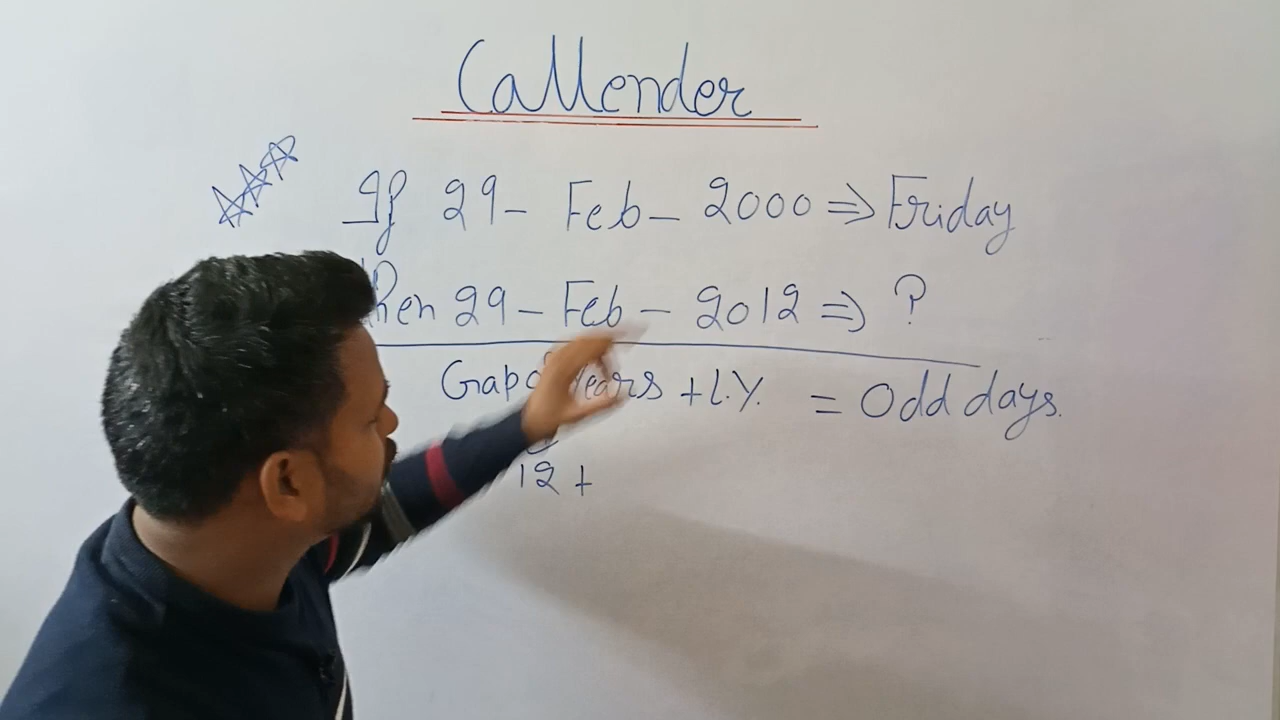 Callender
If 29- Feb- 2000 ⇒ Friday
then 29-Feb- 2012 ⇒ ?
Gap Years + L.Y. = Odd days.
12 +